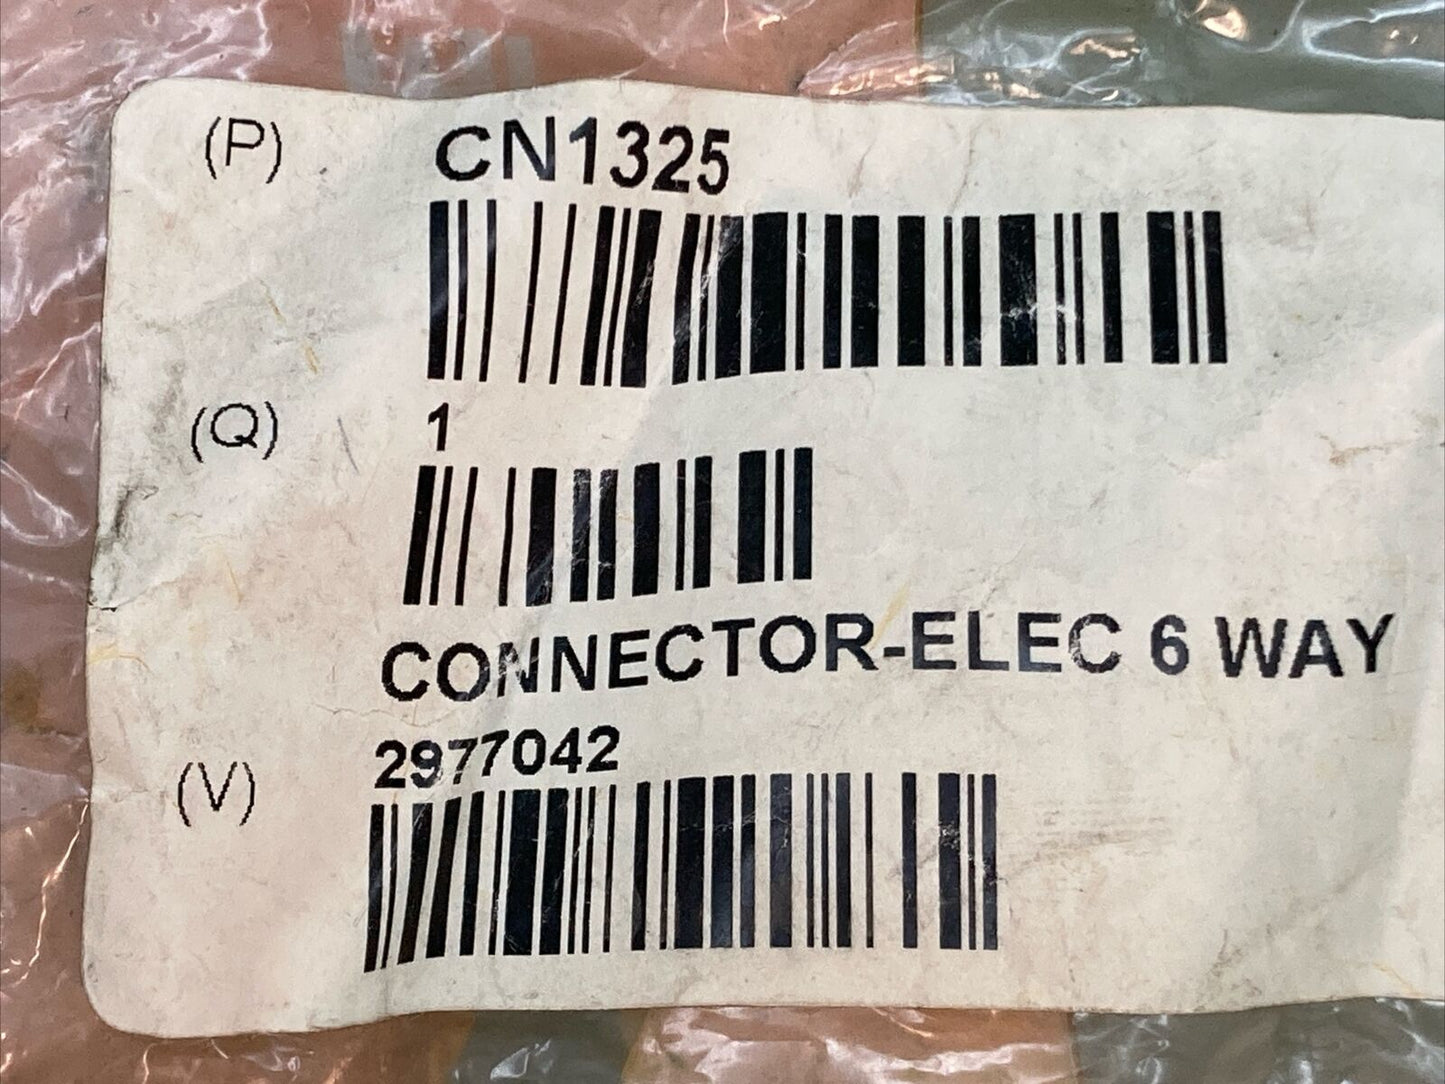 (P) CN1325
(Q) 1
CONNECTOR-ELEC 6 WAY
(V) 2977042